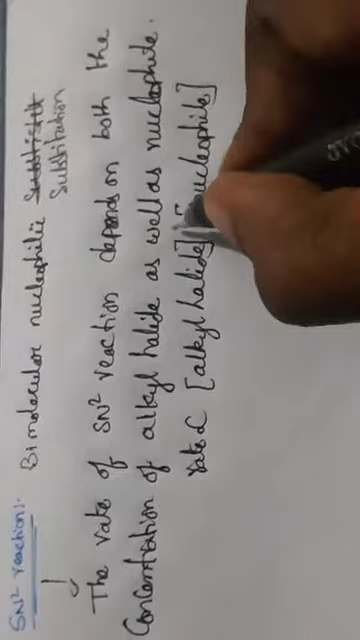 SN² reaction:-
Bimolecular nucleophilic Substitution
The rate of SN² reaction depends on both the
Concentration of alkyl halide as well as nucleophile.
rate α [alkyl halide] [nucleophile]